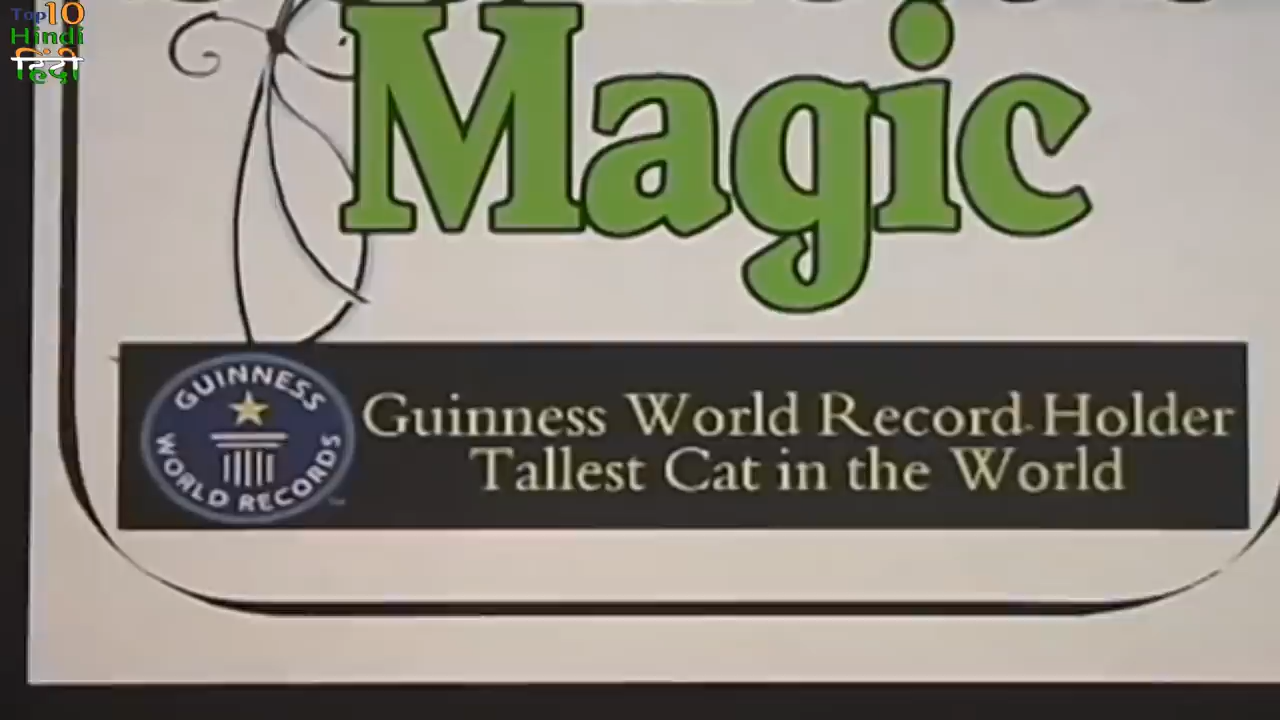 Top10
Hindi
हिंदी
Magic
GUINNESS
WORLD RECORDS
Guinness World Record Holder
Tallest Cat in the World